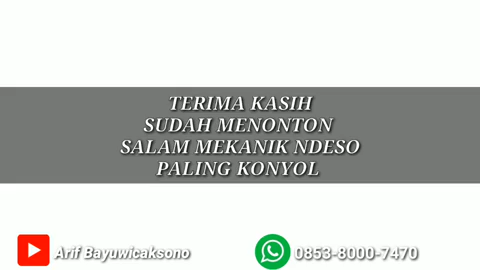 TERIMA KASIH
SUDAH MENONTON
SALAM MEKANIK NDESO
PALING KONYOL
Arif Bayuwicaksono
0853-8000-7470